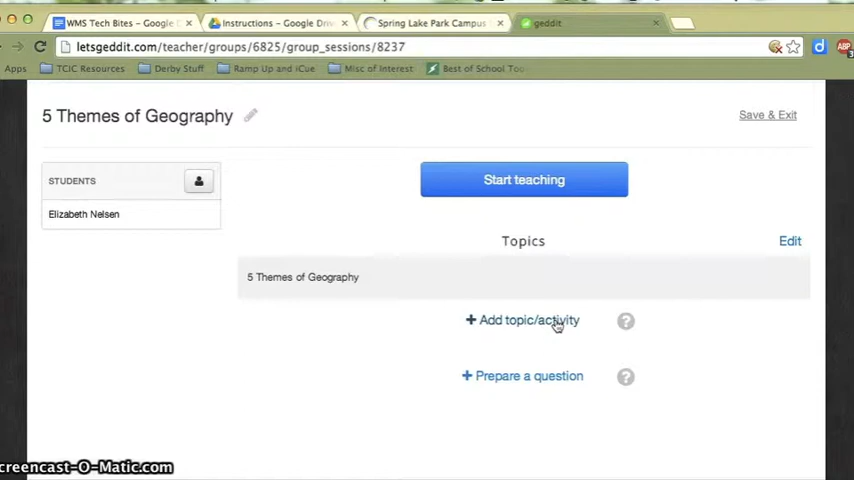 WMS Tech Bites – Google
Instructions – Google Driv
Spring Lake Park Campus
geddit
letsgeddit.com/teacher/groups/6825/group_sessions/8237
Apps
TCIC Resources
Derby Stuff
Ramp Up and iCue
Misc of Interest
Best of School
5 Themes of Geography
Save & Exit
STUDENTS
Start teaching
Elizabeth Nelsen
Topics
Edit
5 Themes of Geography
+ Add topic/activity ?
+ Prepare a question ?
creencast-O-Matic.com